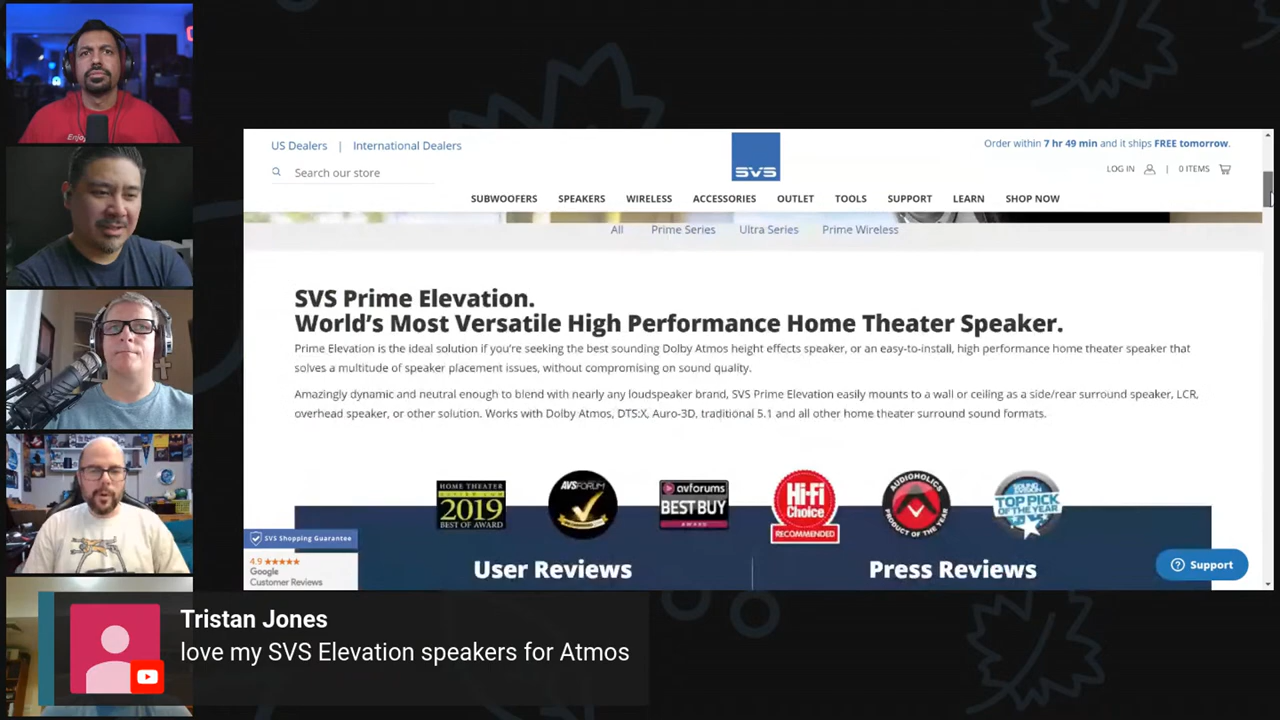 US Dealers | International Dealers
Search our store
SVS
Order within 7 hr 49 min and it ships FREE tomorrow.
LOG IN | 0 ITEMS
SUBWOOFERS SPEAKERS WIRELESS ACCESSORIES OUTLET TOOLS SUPPORT LEARN SHOP NOW
All Prime Series Ultra Series Prime Wireless
SVS Prime Elevation.
World's Most Versatile High Performance Home Theater Speaker.
Prime Elevation is the ideal solution if you're seeking the best sounding Dolby Atmos height effects speaker, or an easy-to-install, high performance home theater speaker that
solves a multitude of speaker placement issues, without compromising on sound quality.
Amazingly dynamic and neutral enough to blend with nearly any loudspeaker brand, SVS Prime Elevation easily mounts to a wall or ceiling as a side/rear surround speaker, LCR,
overhead speaker, or other solution. Works with Dolby Atmos, DTS:X, Auro-3D, traditional 5.1 and all other home theater surround sound formats.
HOME THEATER
2019
BEST OF AWARD
AVSFORUM
avforums
BEST BUY
AWARD
Hi-Fi
Choice
RECOMMENDED
AUDIOHOLICS
PRODUCT OF THE YEAR
SOUND & VISION
TOP PICK
OF THE YEAR
SVS Shopping Guarantee
4.9 ★★★★★
Google
Customer Reviews
User Reviews
Press Reviews
Support
Tristan Jones
love my SVS Elevation speakers for Atmos